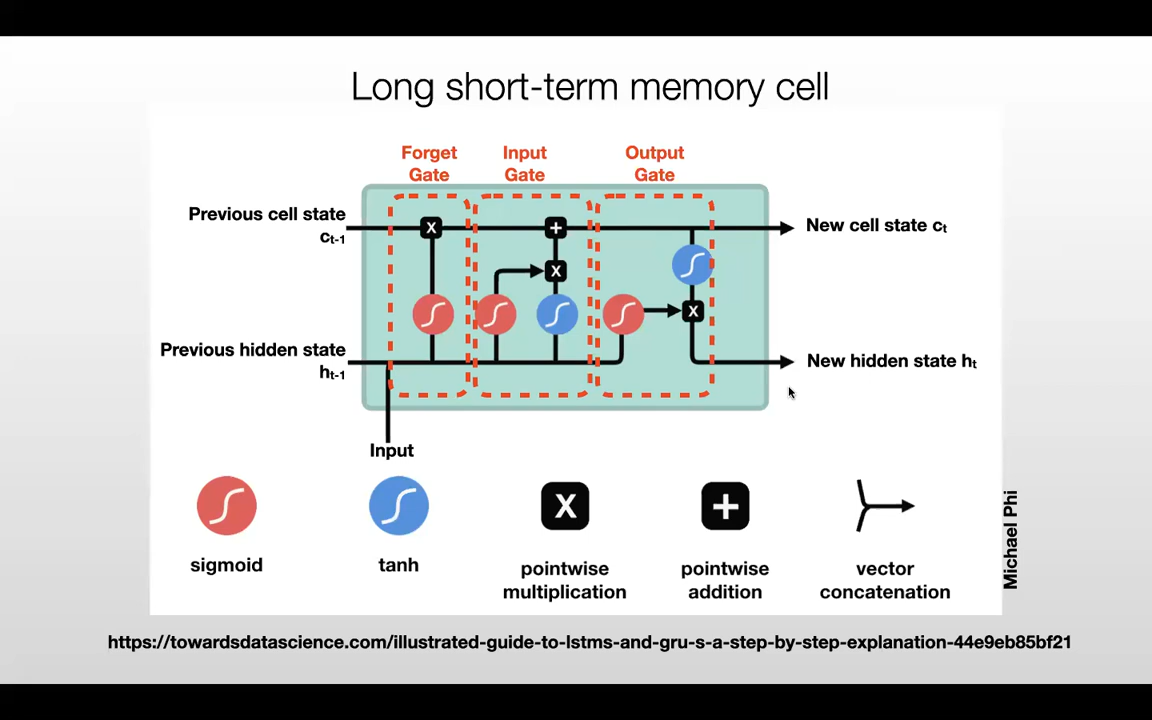 Long short-term memory cell
Forget
Gate
Input
Gate
Output
Gate
Previous cell state
cₜ₋₁
X
+
New cell state cₜ
X
X
Previous hidden state
hₜ₋₁
New hidden state hₜ
Input
X
+
sigmoid
tanh
pointwise
multiplication
pointwise
addition
vector
concatenation
Michael Phi
https://towardsdatascience.com/illustrated-guide-to-lstms-and-gru-s-a-step-by-step-explanation-44e9eb85bf21